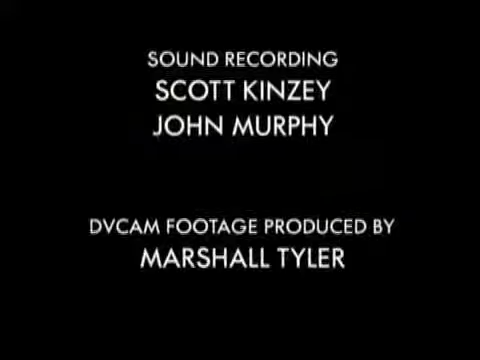 SOUND RECORDING
SCOTT KINZEY
JOHN MURPHY
DVCAM FOOTAGE PRODUCED BY
MARSHALL TYLER